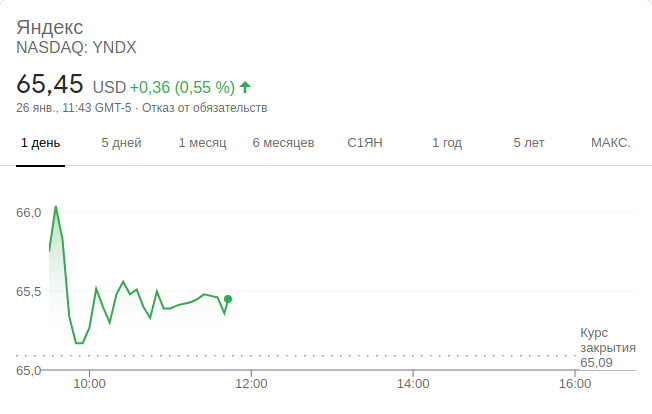 Яндекс
NASDAQ: YNDX
65,45 USD +0,36 (0,55 %)
26 янв., 11:43 GMT-5 · Отказ от обязательств
1 день 5 дней 1 месяц 6 месяцев С1ЯН 1 год 5 лет МАКС.
66,0
65,5
Курс
закрытия
65,09
65,0
10:00 12:00 14:00 16:00